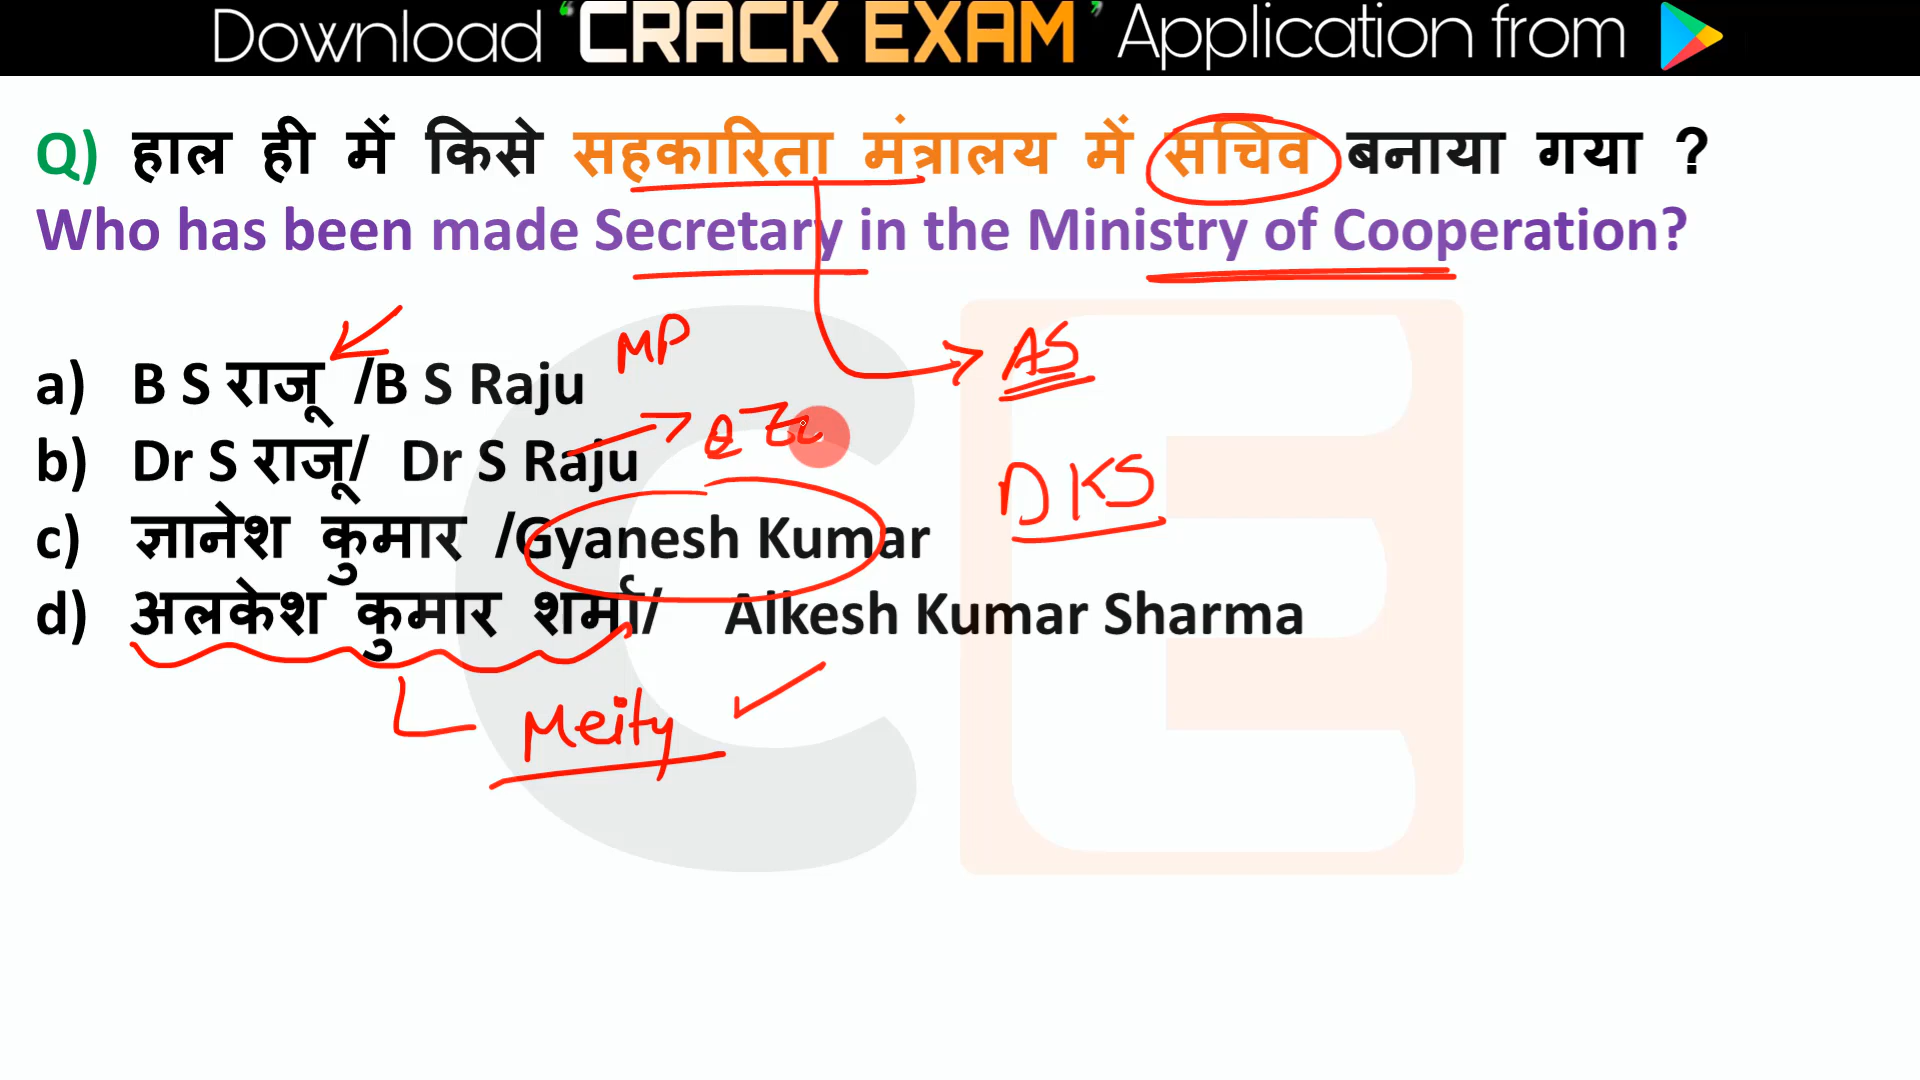 Download ‘CRACK EXAM’ Application from
Q) हाल ही में किसे सहकारिता मंत्रालय में सचिव बनाया गया ?
Who has been made Secretary in the Ministry of Cooperation?
MP
AS
a) B S राजू /B S Raju
b) Dr S राजू/ Dr S Raju
DKS
c) ज्ञानेश कुमार /Gyanesh Kumar
d) अलकेश कुमार शर्मा/ Alkesh Kumar Sharma
Meity